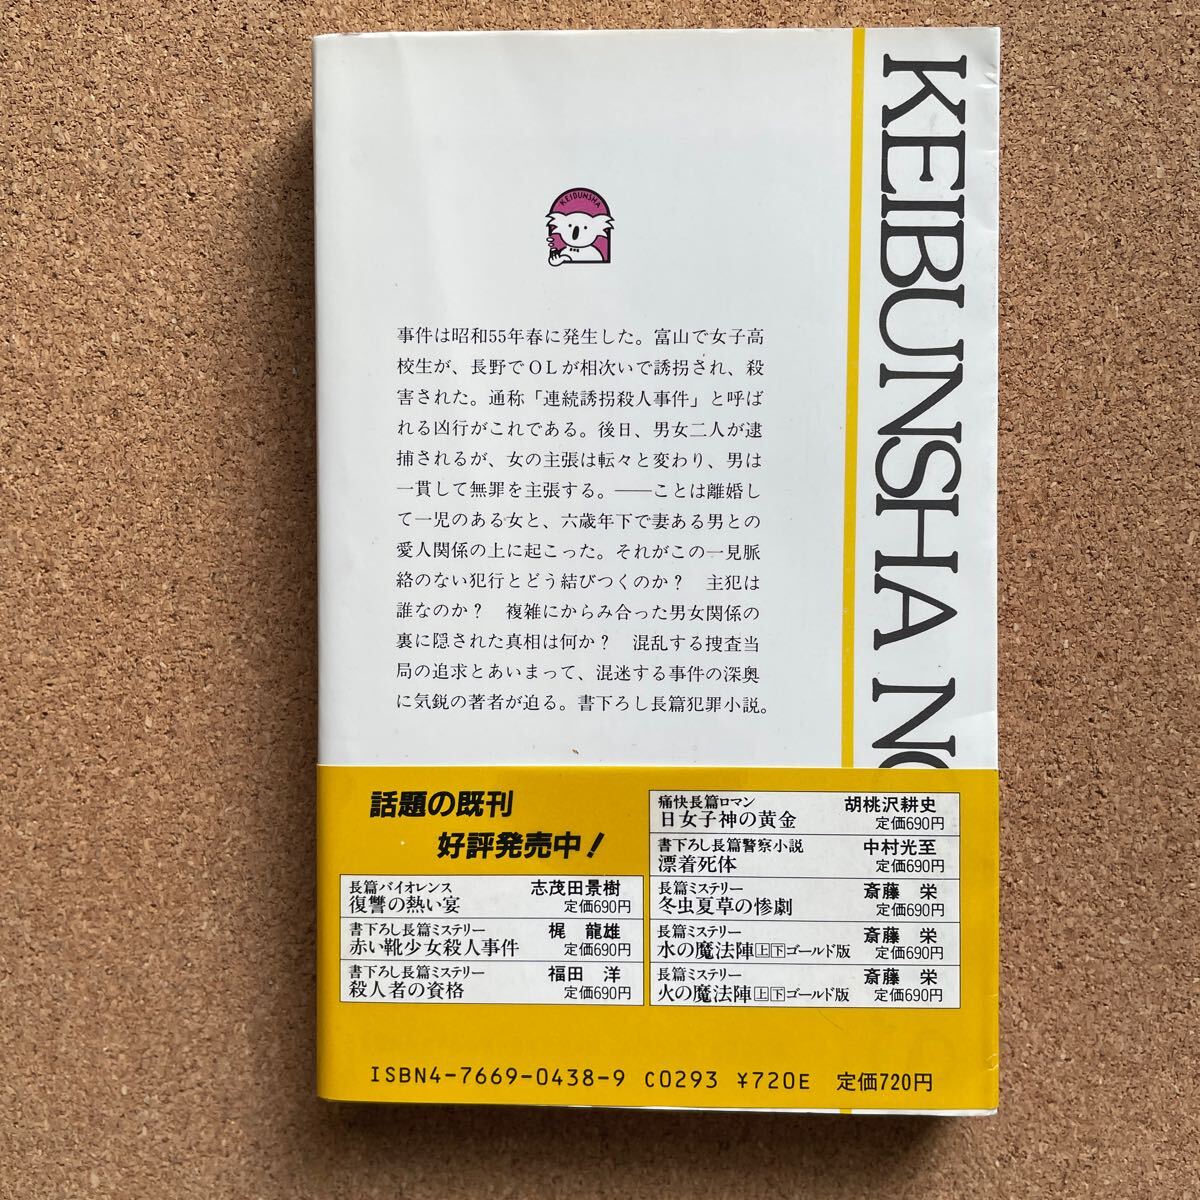 KEIBUNSHA NO
KEIBUNSHA
事件は昭和55年春に発生した。富山で女子高
校生が、長野でOLが相次いで誘拐され、殺
害された。通称「連続誘拐殺人事件」と呼ば
れる凶行がこれである。後日、男女二人が逮
捕されるが、女の主張は転々と変わり、男は
一貫して無罪を主張する。――ことは離婚し
て一児のある女と、六歳年下で妻ある男との
愛人関係の上に起こった。それがこの一見脈
絡のない犯行とどう結びつくのか？　主犯は
誰なのか？　複雑にからみ合った男女関係の
裏に隠された真相は何か？　混乱する捜査当
局の追求とあいまって、混迷する事件の深奥
に気鋭の著者が迫る。書下ろし長篇犯罪小説。
話題の既刊
好評発売中！
長篇バイオレンス　志茂田景樹
復讐の熱い宴　定価690円
書下ろし長篇ミステリー　梶　龍雄
赤い靴少女殺人事件　定価690円
書下ろし長篇ミステリー　福田　洋
殺人者の資格　定価690円
痛快長篇ロマン　胡桃沢耕史
日女子神の黄金　定価690円
書下ろし長篇警察小説　中村光至
漂着死体　定価690円
長篇ミステリー　斎藤　栄
冬虫夏草の惨劇　定価690円
長篇ミステリー　斎藤　栄
水の魔法陣上下ゴールド版　定価690円
長篇ミステリー　斎藤　栄
火の魔法陣上下ゴールド版　定価690円
ISBN4-7669-0438-9 C0293 ¥720E 定価720円